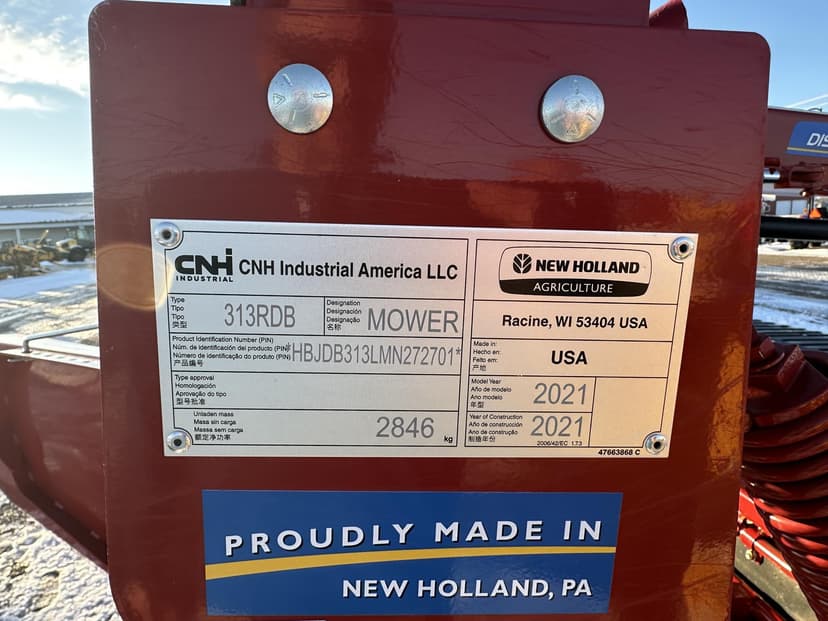 DIS
CNH
INDUSTRIAL
CNH Industrial America LLC
NEW HOLLAND
AGRICULTURE
Type
Tipo
Tipo
类型
313RDB
Designation
Designación
Designação
名称
MOWER
Racine, WI 53404 USA
Product Identification Number (PIN)
Núm. de identificación del producto (PIN)
Número de identificação do produto (PIN)
产品编号
*HBJDB313LMN272701*
Made in:
Hecho en:
Feito em:
产地
USA
Type approval
Homologación
Aprovação do tipo
型号批准
Model Year
Año de modelo
Ano modelo
年型
2021
Unladen mass
Masa sin carga
Massa sem carga
额定净功率
2846
kg
Year of Construction
Año de construcción
Ano de construção
制造年份
2021
2006/42/EC 1.7.3
47663868 C
PROUDLY MADE IN
NEW HOLLAND, PA